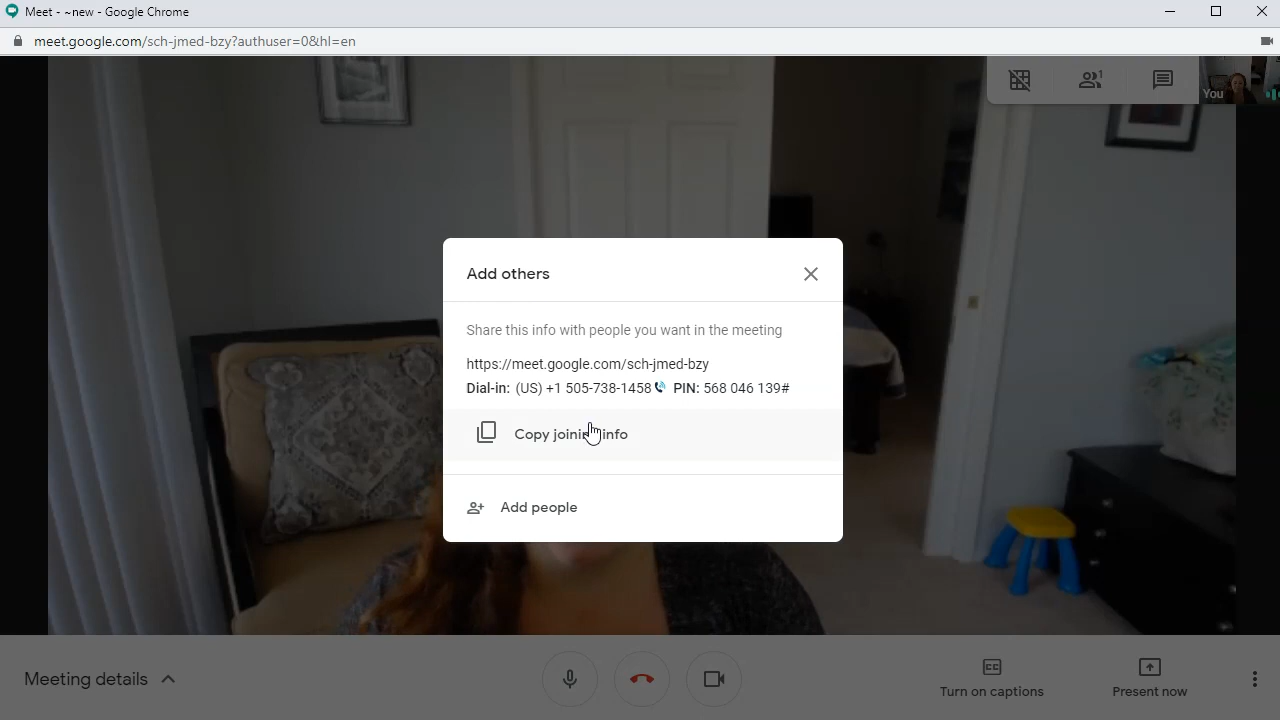 Meet - ~new - Google Chrome
meet.google.com/sch-jmed-bzy?authuser=0&hl=en
1
You
Add others
Share this info with people you want in the meeting
https://meet.google.com/sch-jmed-bzy
Dial-in: (US) +1 505-738-1458 PIN: 568 046 139#
Copy joining info
Add people
Meeting details
CC
Turn on captions
Present now